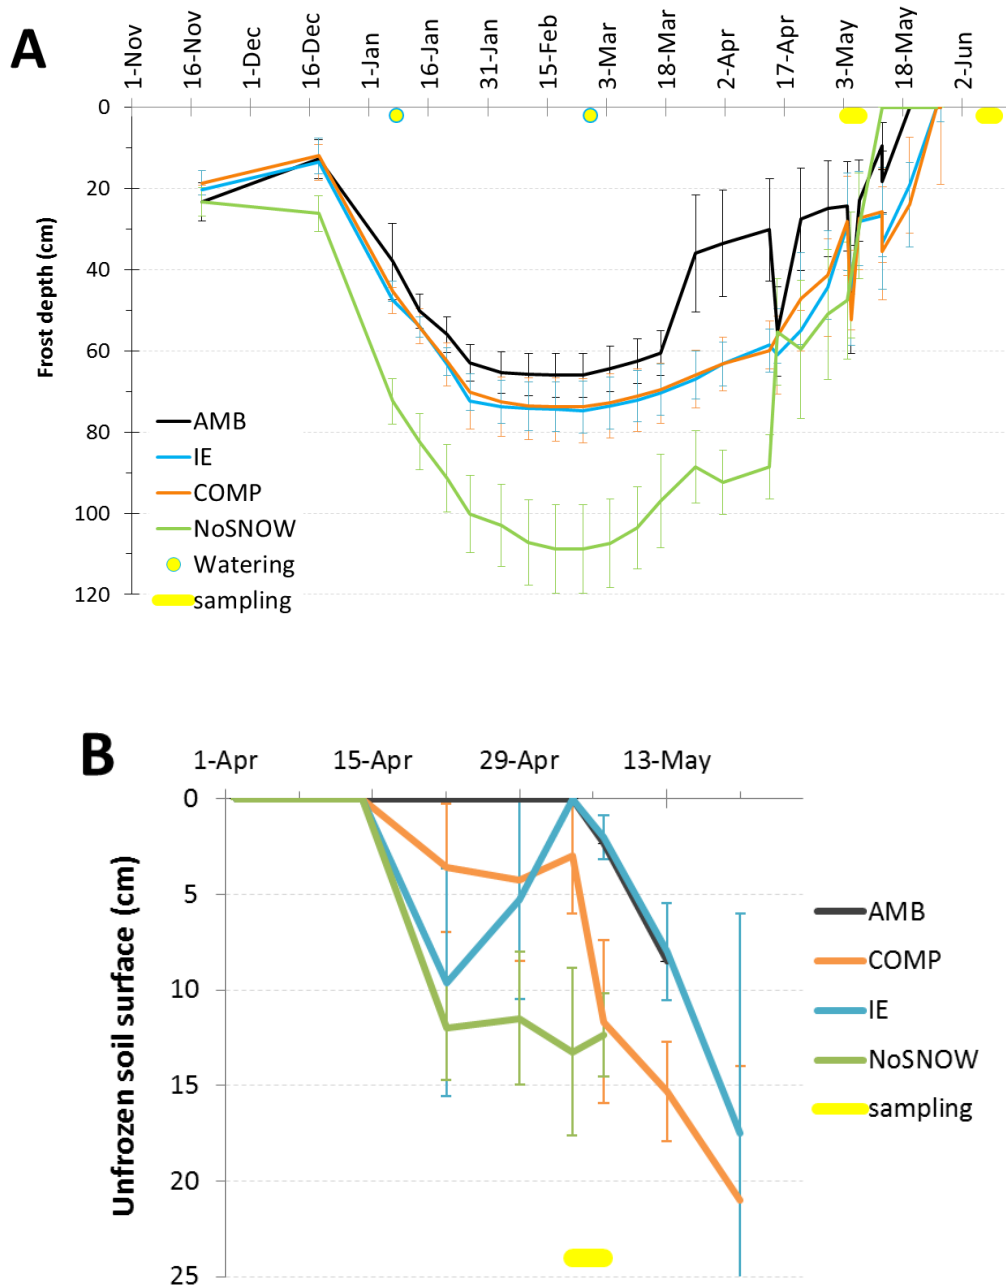 A
1-Nov
16-Nov
1-Dec
16-Dec
1-Jan
16-Jan
31-Jan
15-Feb
3-Mar
18-Mar
2-Apr
17-Apr
3-May
18-May
2-Jun
0
20
40
60
80
100
120
Frost depth (cm)
AMB
IE
COMP
NoSNOW
Watering
sampling
B
1-Apr
15-Apr
29-Apr
13-May
0
5
10
15
20
25
Unfrozen soil surface (cm)
AMB
COMP
IE
NoSNOW
sampling